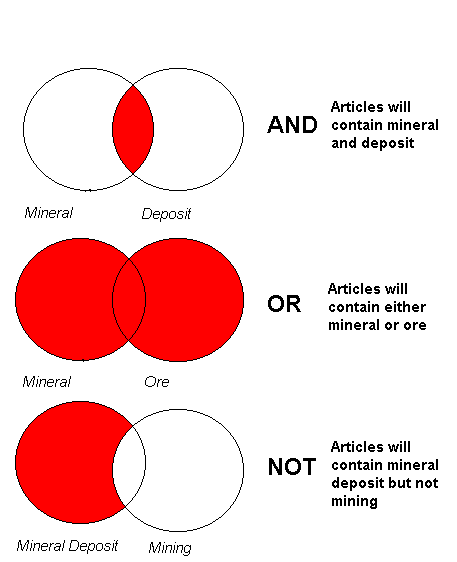 AND
Articles will
contain mineral
and deposit
Mineral
Deposit
OR
Articles will
contain either
mineral or ore
Mineral
Ore
NOT
Articles will
contain mineral
deposit but not
mining
Mineral Deposit
Mining